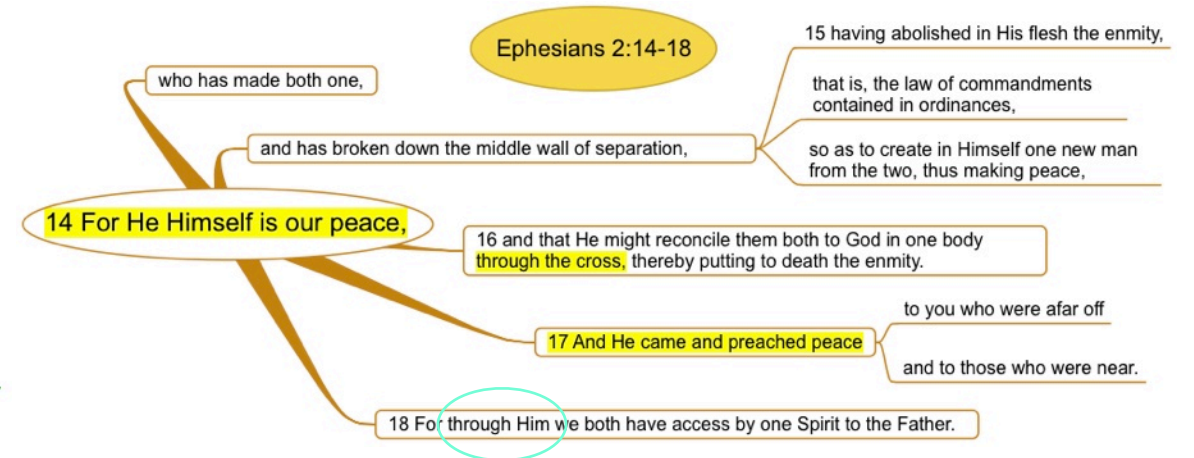 Ephesians 2:14-18
14 For He Himself is our peace,
who has made both one,
and has broken down the middle wall of separation,
15 having abolished in His flesh the enmity,
that is, the law of commandments
contained in ordinances,
so as to create in Himself one new man
from the two, thus making peace,
16 and that He might reconcile them both to God in one body
through the cross, thereby putting to death the enmity.
17 And He came and preached peace
to you who were afar off
and to those who were near.
18 For through Him we both have access by one Spirit to the Father.